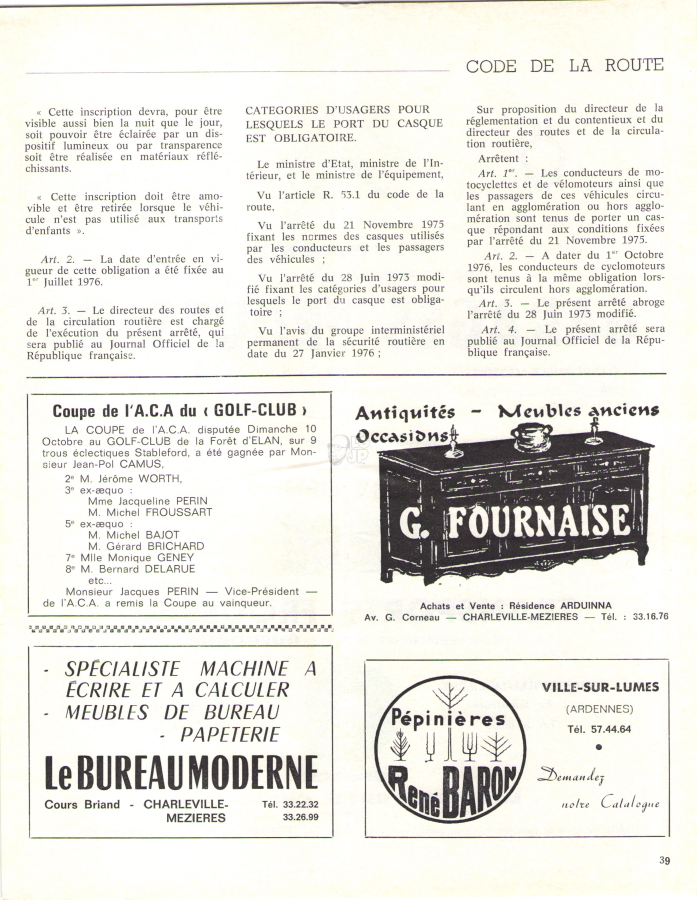 CODE DE LA ROUTE
« Cette inscription devra, pour être
visible aussi bien la nuit que le jour,
soit pouvoir être éclairée par un dis-
positif lumineux ou par transparence
soit être réalisée en matériaux réflé-
chissants.
« Cette inscription doit être amo-
vible et être retirée lorsque le véhi-
cule n'est pas utilisé aux transports
d'enfants ».
Art. 2. — La date d'entrée en vi-
gueur de cette obligation a été fixée au
1er Juillet 1976.
Art. 3. — Le directeur des routes et
de la circulation routière est chargé
de l'exécution du présent arrêté, qui
sera publié au Journal Officiel de la
République française.
CATEGORIES D'USAGERS POUR
LESQUELS LE PORT DU CASQUE
EST OBLIGATOIRE.
Le ministre d'Etat, ministre de l'In-
térieur, et le ministre de l'équipement,
Vu l'article R. 53.1 du code de la
route,
Vu l'arrêté du 21 Novembre 1975
fixant les normes des casques utilisés
par les conducteurs et les passagers
des véhicules ;
Vu l'arrêté du 28 Juin 1973 modi-
fié fixant les catégories d'usagers pour
lesquels le port du casque est obliga-
toire ;
Vu l'avis du groupe interministériel
permanent de la sécurité routière en
date du 27 Janvier 1976 ;
Sur proposition du directeur de la
réglementation et du contentieux et du
directeur des routes et de la circula-
tion routière,
Arrêtent :
Art. 1er. — Les conducteurs de mo-
tocyclettes et de vélomoteurs ainsi que
les passagers de ces véhicules circu-
lant en agglomération ou hors agglo-
mération sont tenus de porter un cas-
que répondant aux conditions fixées
par l'arrêté du 21 Novembre 1975.
Art. 2. — A dater du 1er Octobre
1976, les conducteurs de cyclomoteurs
sont tenus à la même obligation lors-
qu'ils circulent hors agglomération.
Art. 3. — Le présent arrêté abroge
l'arrêté du 28 Juin 1973 modifié.
Art. 4. — Le présent arrêté sera
publié au Journal Officiel de la Répu-
blique française.
Coupe de l'A.C.A du ‹ GOLF-CLUB ›
LA COUPE de l'A.C.A. disputée Dimanche 10
Octobre au GOLF-CLUB de la Forêt d'ELAN, sur 9
trous éclectiques Stableford, a été gagnée par Mon-
sieur Jean-Pol CAMUS,
2e M. Jérôme WORTH,
3e ex-æquo :
Mme Jacqueline PERIN
M. Michel FROUSSART
5e ex-æquo :
M. Michel BAJOT
M. Gérard BRICHARD
7e Mlle Monique GENEY
8e M. Bernard DELARUE
etc...
Monsieur Jacques PERIN — Vice-Président —
de l'A.C.A. a remis la Coupe au vainqueur.
Antiquités - Meubles anciens
Occasions
G. FOURNAISE
Achats et Vente : Résidence ARDUINNA
Av. G. Corneau — CHARLEVILLE-MEZIERES — Tél. : 33.16.76
- SPÉCIALISTE MACHINE A
ÉCRIRE ET A CALCULER
- MEUBLES DE BUREAU
- PAPETERIE
Le BUREAU MODERNE
Cours Briand - CHARLEVILLE-
MEZIERES
Tél. 33.22.32
33.26.99
Pépinières
René BARON
VILLE-SUR-LUMES
(ARDENNES)
Tél. 57.44.64
Demandez
notre Catalogue
39